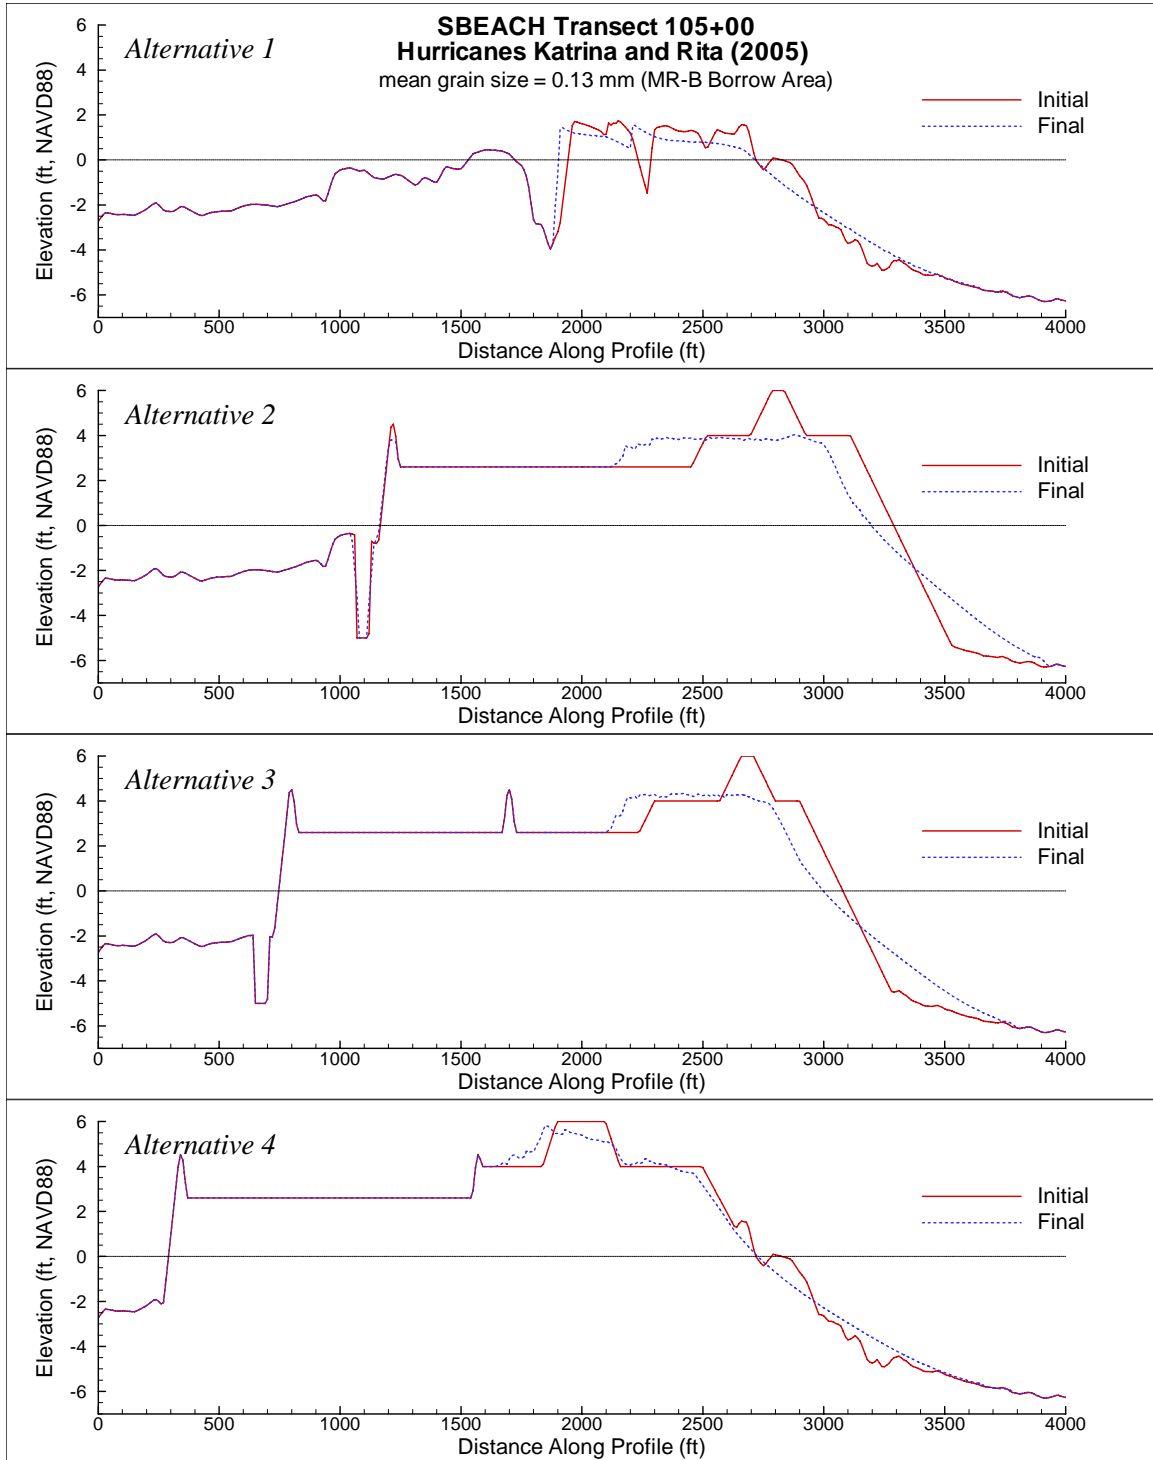 SBEACH Transect 105+00
Hurricanes Katrina and Rita (2005)
mean grain size = 0.13 mm (MR-B Borrow Area)
Alternative 1
Elevation (ft, NAVD88)
6
4
2
0
-2
-4
-6
Initial
Final
0 500 1000 1500 2000 2500 3000 3500 4000
Distance Along Profile (ft)
Alternative 2
Elevation (ft, NAVD88)
6
4
2
0
-2
-4
-6
Initial
Final
0 500 1000 1500 2000 2500 3000 3500 4000
Distance Along Profile (ft)
Alternative 3
Elevation (ft, NAVD88)
6
4
2
0
-2
-4
-6
Initial
Final
0 500 1000 1500 2000 2500 3000 3500 4000
Distance Along Profile (ft)
Alternative 4
Elevation (ft, NAVD88)
6
4
2
0
-2
-4
-6
Initial
Final
0 500 1000 1500 2000 2500 3000 3500 4000
Distance Along Profile (ft)